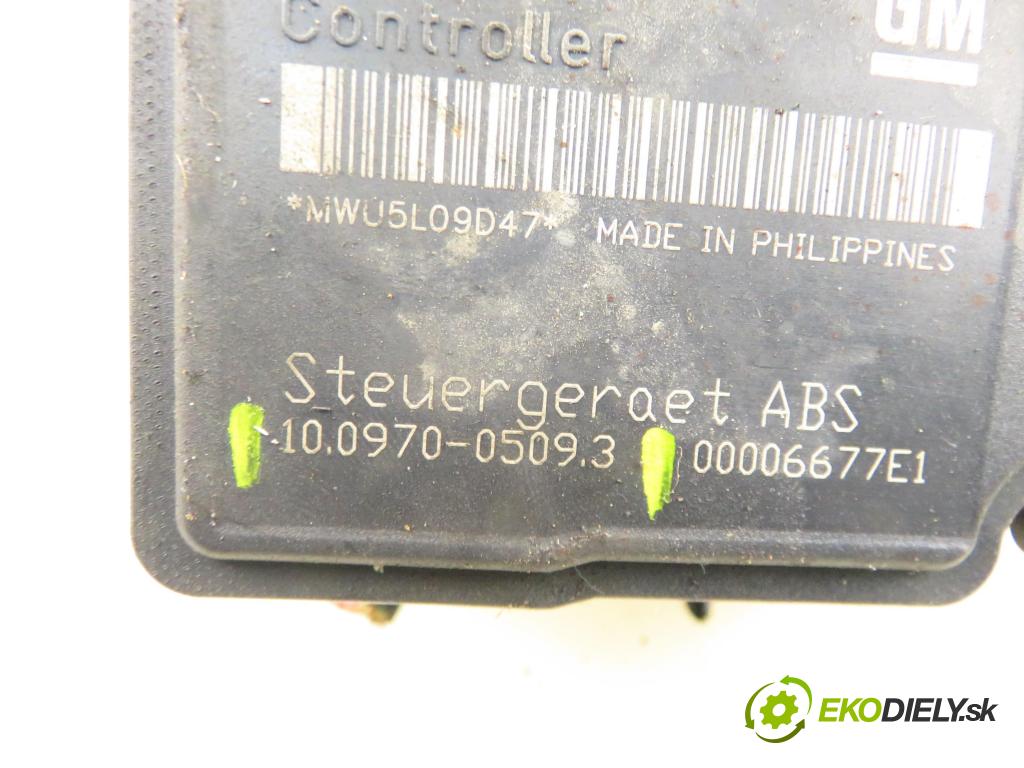 Controller
GM
*MWU5L09D47* MADE IN PHILIPPINES
Steuergeraet ABS
10.0970-0509.3 00006677E1
EKODIELY.sk